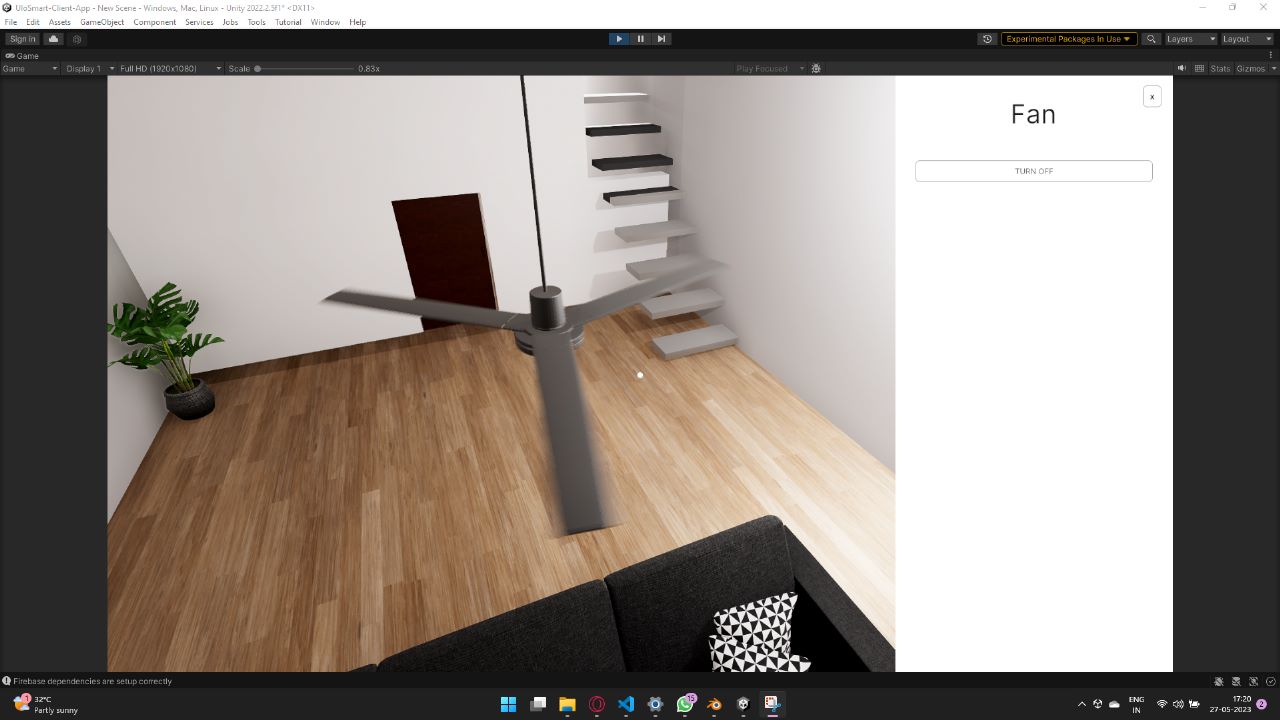 UloSmart-Client-App - New Scene - Windows, Mac, Linux - Unity 2022.2.5f1* <DX11>
File Edit Assets GameObject Component Services Jobs Tools Tutorial Window Help
Sign in
Experimental Packages In Use
Layers
Layout
Game
Game
Display 1
Full HD (1920x1080)
Scale
0.83x
Play Focused
Stats
Gizmos
x
Fan
TURN OFF
Firebase dependencies are setup correctly
1
32°C
Partly sunny
15
ENG
IN
17:20
27-05-2023
2